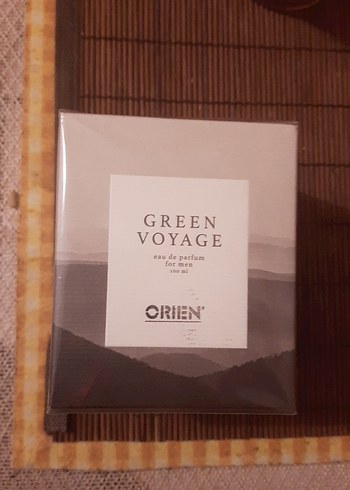 GREEN
VOYAGE
eau de parfum
for men
100 ml
ORIEN